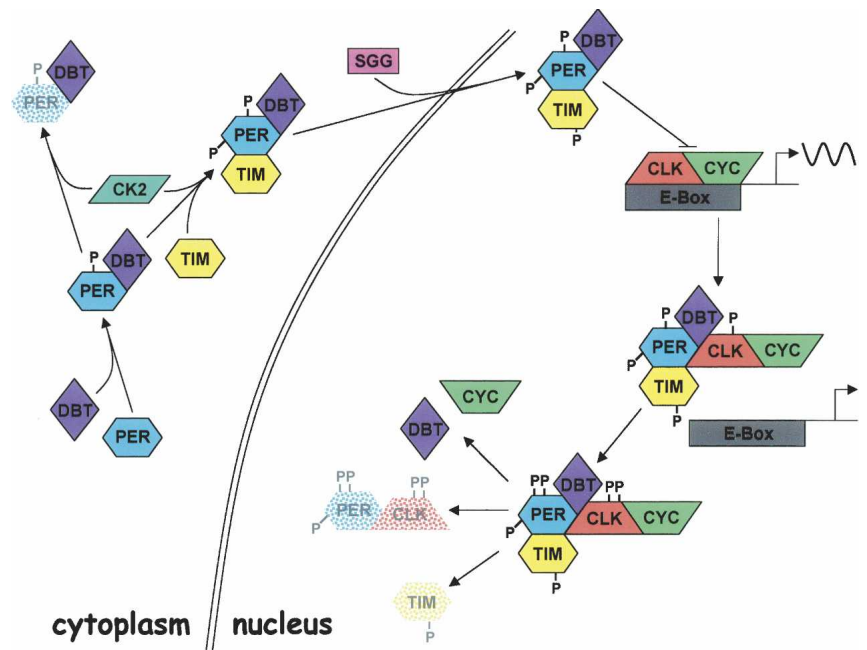 P
DBT
PER
SGG
P
DBT
PER
P
TIM
P
CLK CYC
E-Box
P
DBT
PER
P
TIM
CK2
P
DBT
PER
TIM
DBT
PER
P
DBT
P
PER
CLK
CYC
P
TIM
P
E-Box
CYC
DBT
PP
PP
PER
CLK
P
PP
DBT
PP
PER
CLK
CYC
P
TIM
P
TIM
P
cytoplasm
nucleus